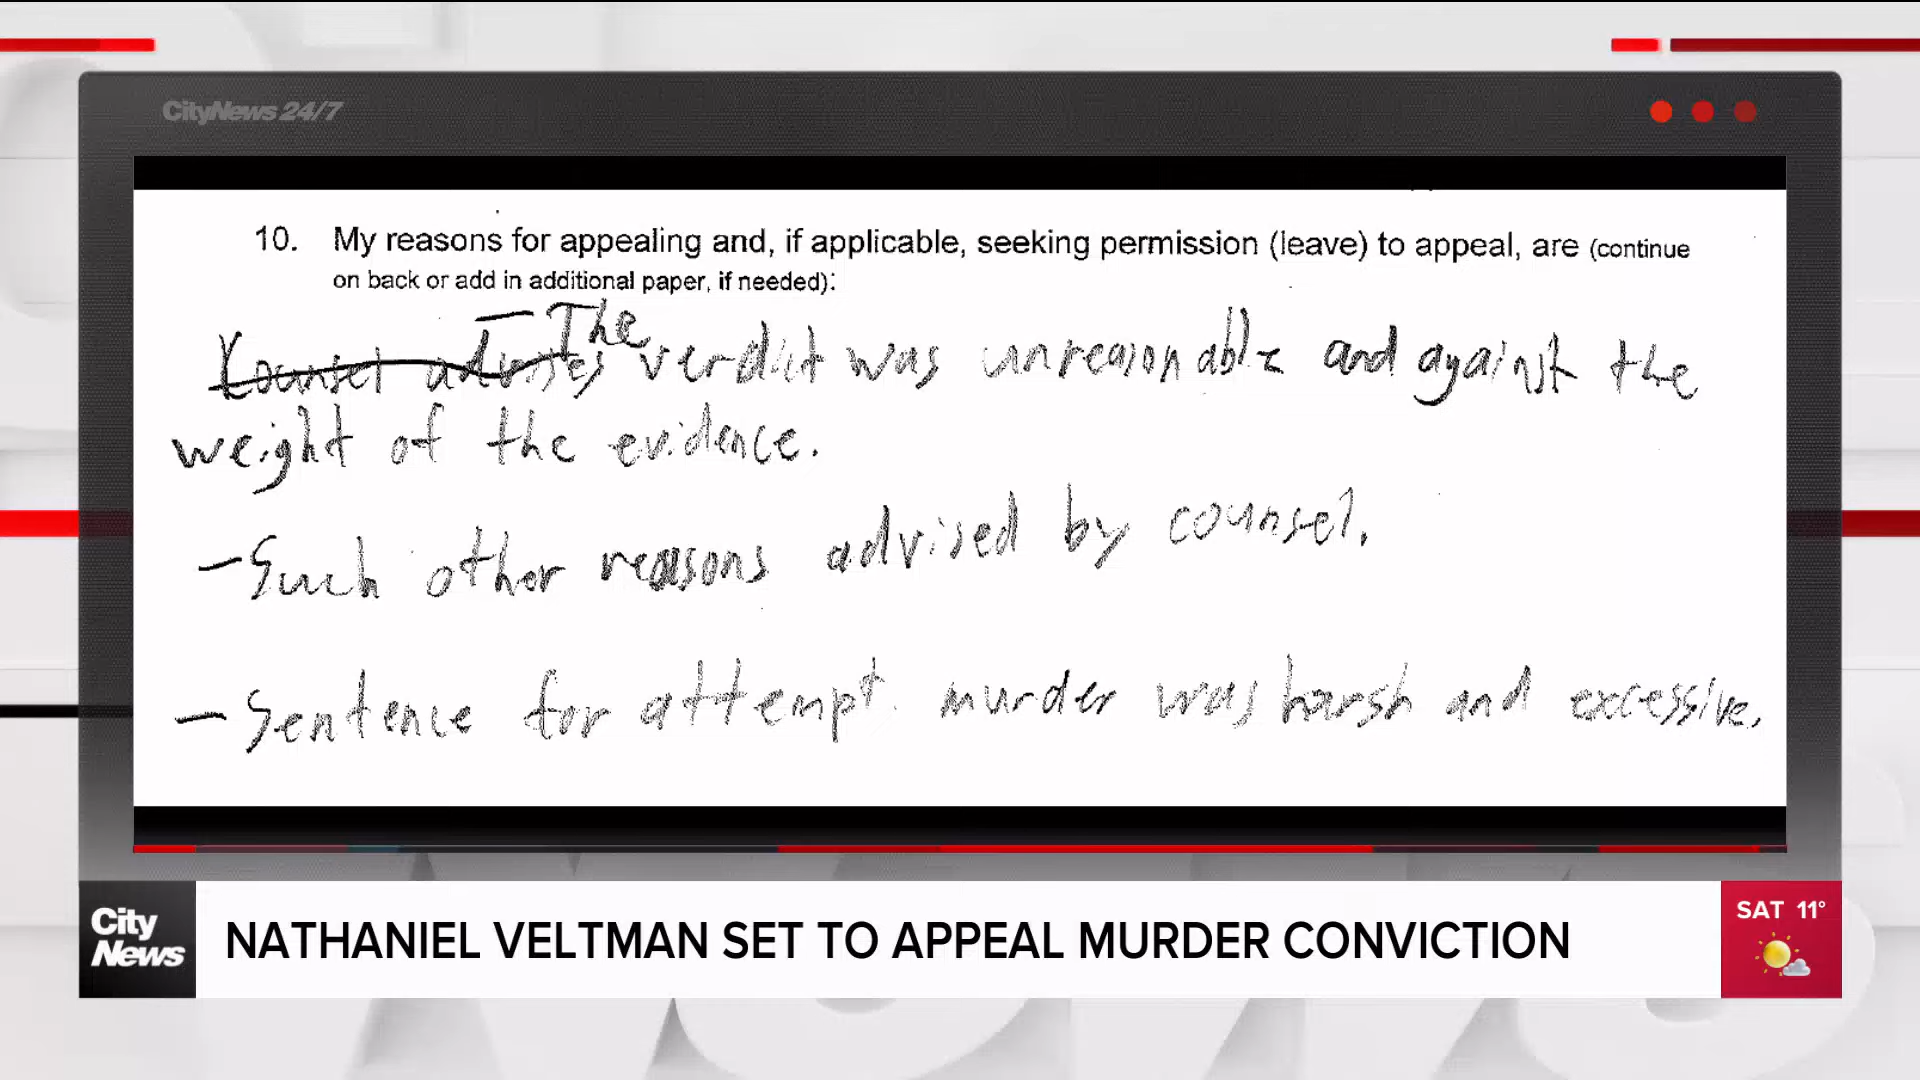 CityNews 24/7
10. My reasons for appealing and, if applicable, seeking permission (leave) to appeal, are (continue
on back or add in additional paper, if needed):
Counsel advises – The verdict was unreasonable and against the
weight of the evidence.
– Such other reasons advised by counsel.
– Sentence for attempt murder was harsh and excessive.
City
News
NATHANIEL VELTMAN SET TO APPEAL MURDER CONVICTION
SAT 11°